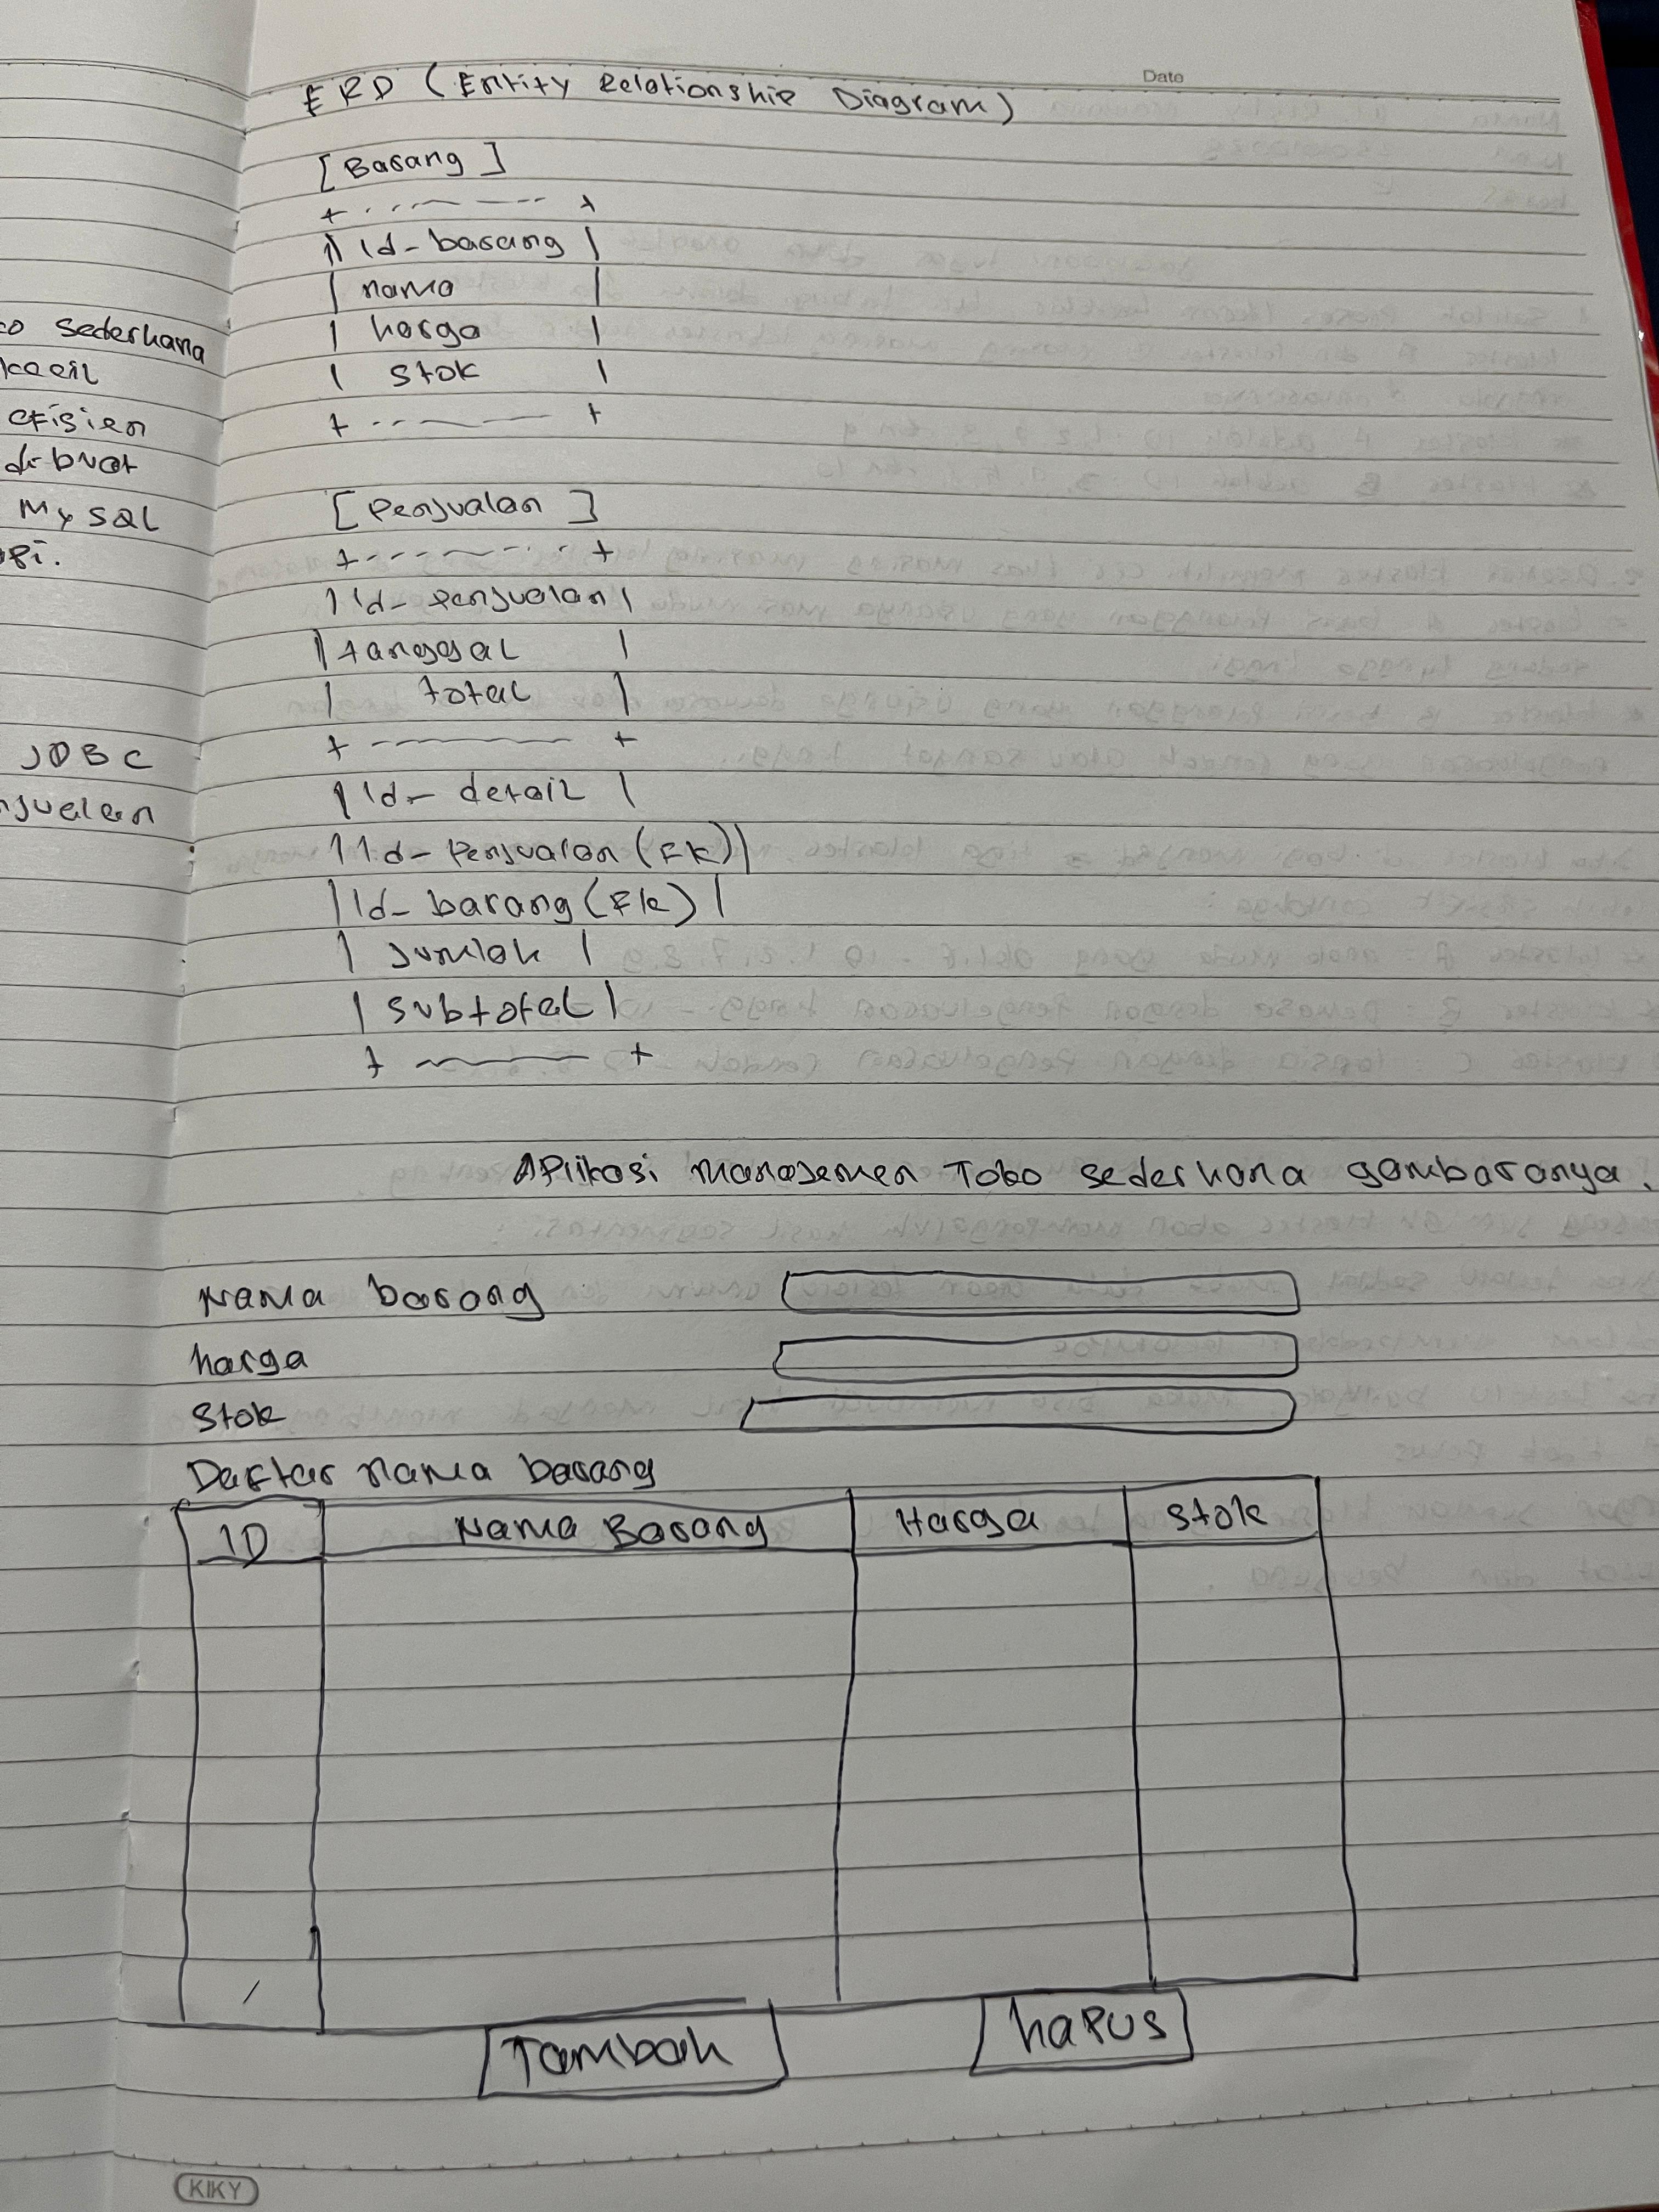 co sederhana
kecil
efisien
dibuat
MySQL
JDBC
njualan
Date
ERD (Entity Relationship Diagram)
[Barang]
+ - - - - - - +
| id_barang |
| nama |
| harga |
| stok |
+ - - - - - - +
[Penjualan]
+ - - - - - - +
| id_penjualan |
| tanggal |
| total |
+ - - - - - - +
| id_detail |
| id_penjualan (FK) |
| id_barang (FK) |
| jumlah |
| subtotal |
+ - - - - - - +
Aplikasi manajemen Toko sederhana gambaranya.
Nama barang
harga
Stok
Daftar nama barang
ID Nama Barang Harga Stok
Tambah hapus
KIKY